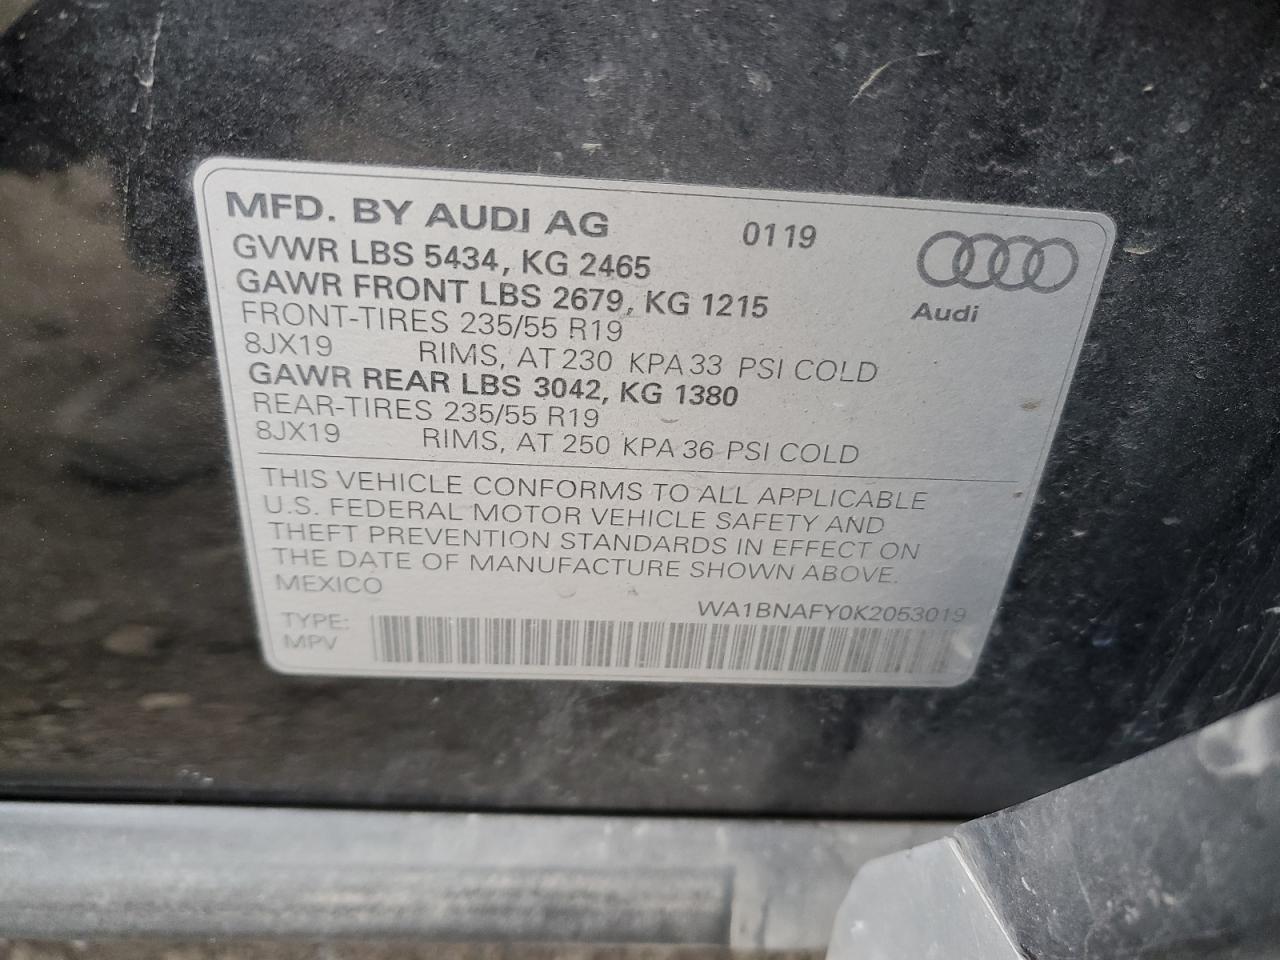 MFD. BY AUDI AG 0119
GVWR LBS 5434, KG 2465
GAWR FRONT LBS 2679, KG 1215
Audi
FRONT-TIRES 235/55 R19
8JX19 RIMS, AT 230 KPA 33 PSI COLD
GAWR REAR LBS 3042, KG 1380
REAR-TIRES 235/55 R19
8JX19 RIMS, AT 250 KPA 36 PSI COLD
THIS VEHICLE CONFORMS TO ALL APPLICABLE
U.S. FEDERAL MOTOR VEHICLE SAFETY AND
THEFT PREVENTION STANDARDS IN EFFECT ON
THE DATE OF MANUFACTURE SHOWN ABOVE.
MEXICO
WA1BNAFY0K2053019
TYPE:
MPV